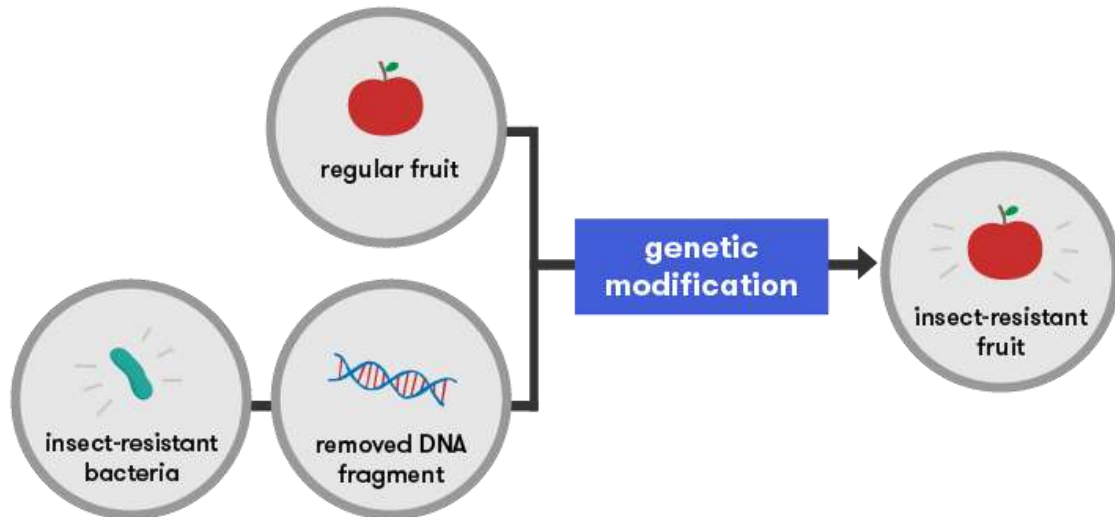 regular fruit
genetic
modification
insect-resistant
fruit
insect-resistant
bacteria
removed DNA
fragment